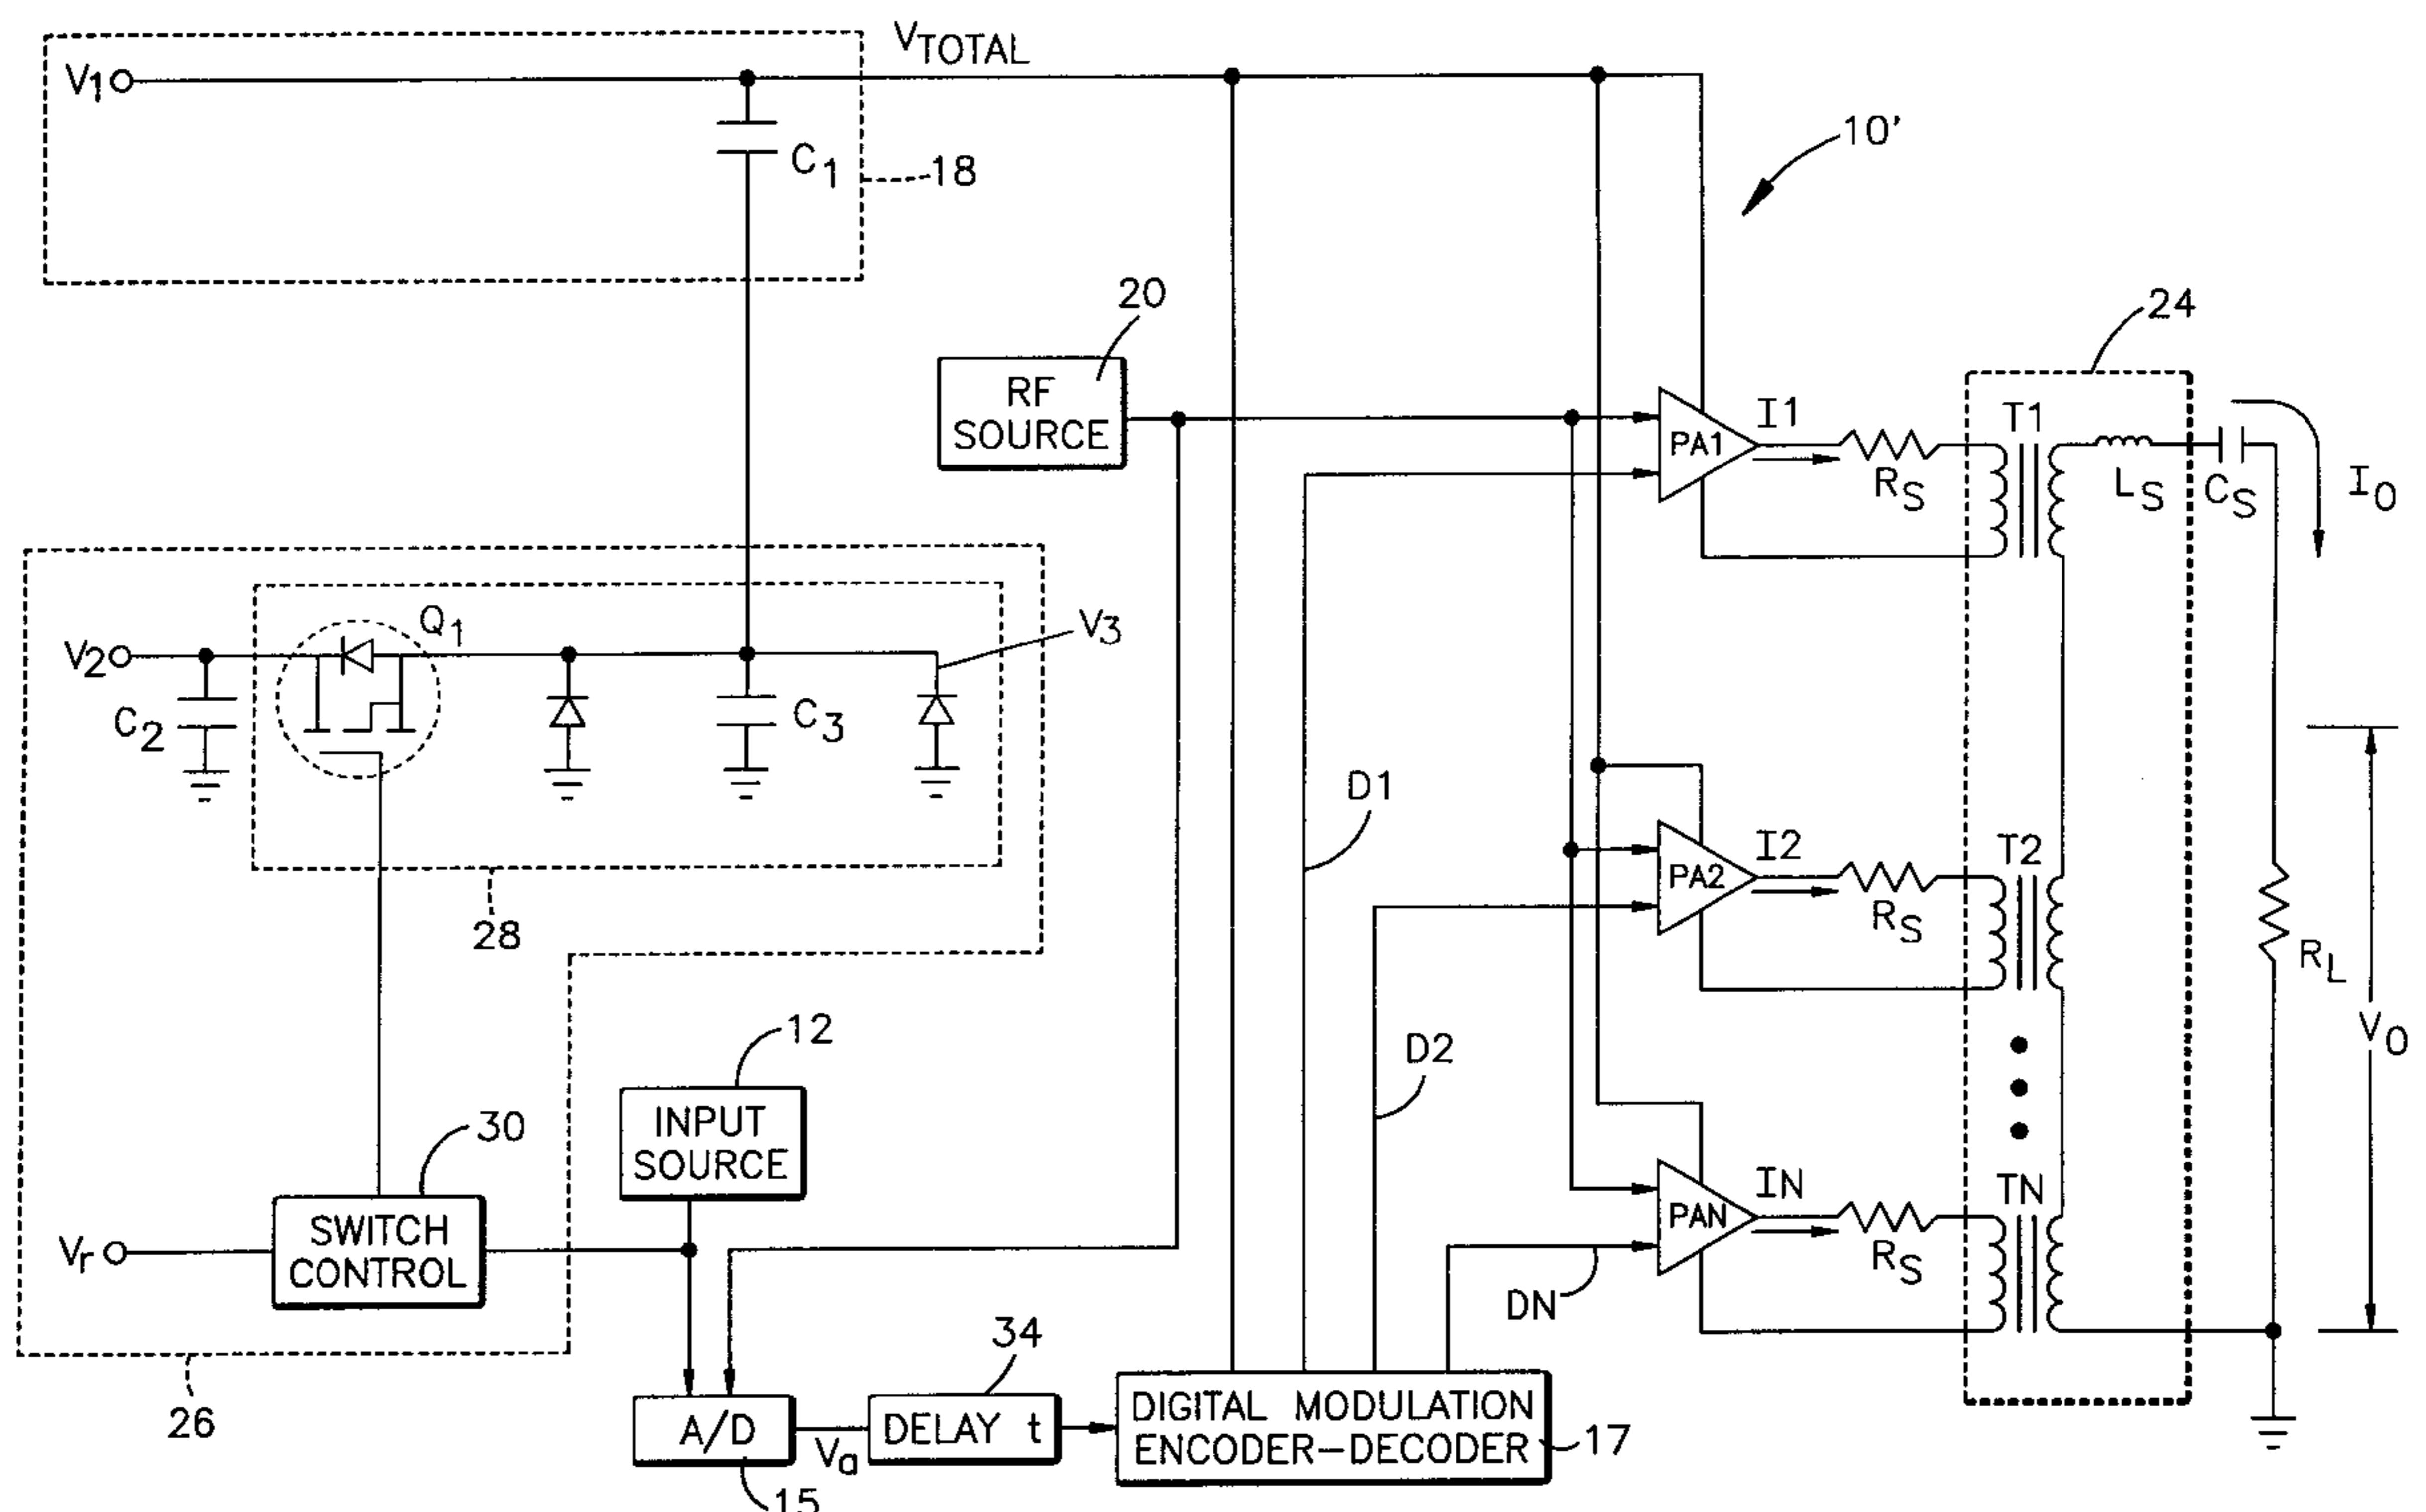 VTOTAL
V1
C1
18
10'
20
RF
SOURCE
24
PA1
I1
RS
T1
LS
CS
IO
Q1
V3
V2
C2
C3
28
D1
PA2
I2
RS
T2
RL
VO
D2
12
INPUT
SOURCE
30
SWITCH
CONTROL
Vr
26
PAN
IN
RS
TN
DN
34
A/D
15
Va
DELAY t
DIGITAL MODULATION
ENCODER-DECODER
17